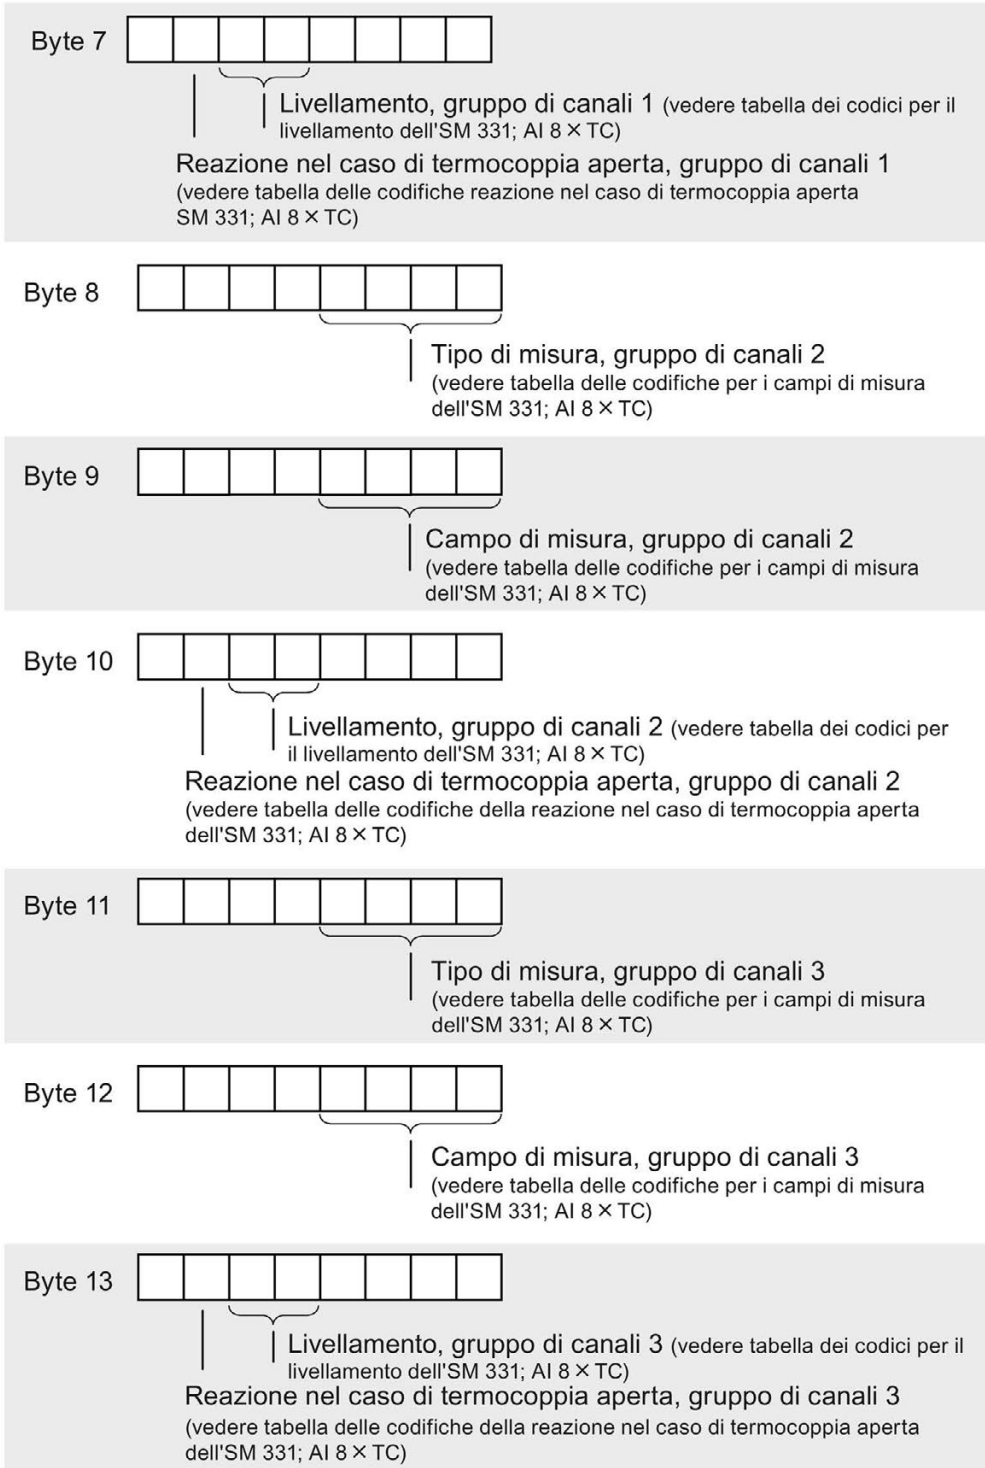 Byte 7
Livellamento, gruppo di canali 1 (vedere tabella dei codici per il
livellamento dell'SM 331; AI 8 × TC)
Reazione nel caso di termocoppia aperta, gruppo di canali 1
(vedere tabella delle codifiche reazione nel caso di termocoppia aperta
SM 331; AI 8 × TC)
Byte 8
Tipo di misura, gruppo di canali 2
(vedere tabella delle codifiche per i campi di misura
dell'SM 331; AI 8 × TC)
Byte 9
Campo di misura, gruppo di canali 2
(vedere tabella delle codifiche per i campi di misura
dell'SM 331; AI 8 × TC)
Byte 10
Livellamento, gruppo di canali 2 (vedere tabella dei codici per
il livellamento dell'SM 331; AI 8 × TC)
Reazione nel caso di termocoppia aperta, gruppo di canali 2
(vedere tabella delle codifiche della reazione nel caso di termocoppia aperta
dell'SM 331; AI 8 × TC)
Byte 11
Tipo di misura, gruppo di canali 3
(vedere tabella delle codifiche per i campi di misura
dell'SM 331; AI 8 × TC)
Byte 12
Campo di misura, gruppo di canali 3
(vedere tabella delle codifiche per i campi di misura
dell'SM 331; AI 8 × TC)
Byte 13
Livellamento, gruppo di canali 3 (vedere tabella dei codici per il
livellamento dell'SM 331; AI 8 × TC)
Reazione nel caso di termocoppia aperta, gruppo di canali 3
(vedere tabella delle codifiche della reazione nel caso di termocoppia aperta
dell'SM 331; AI 8 × TC)